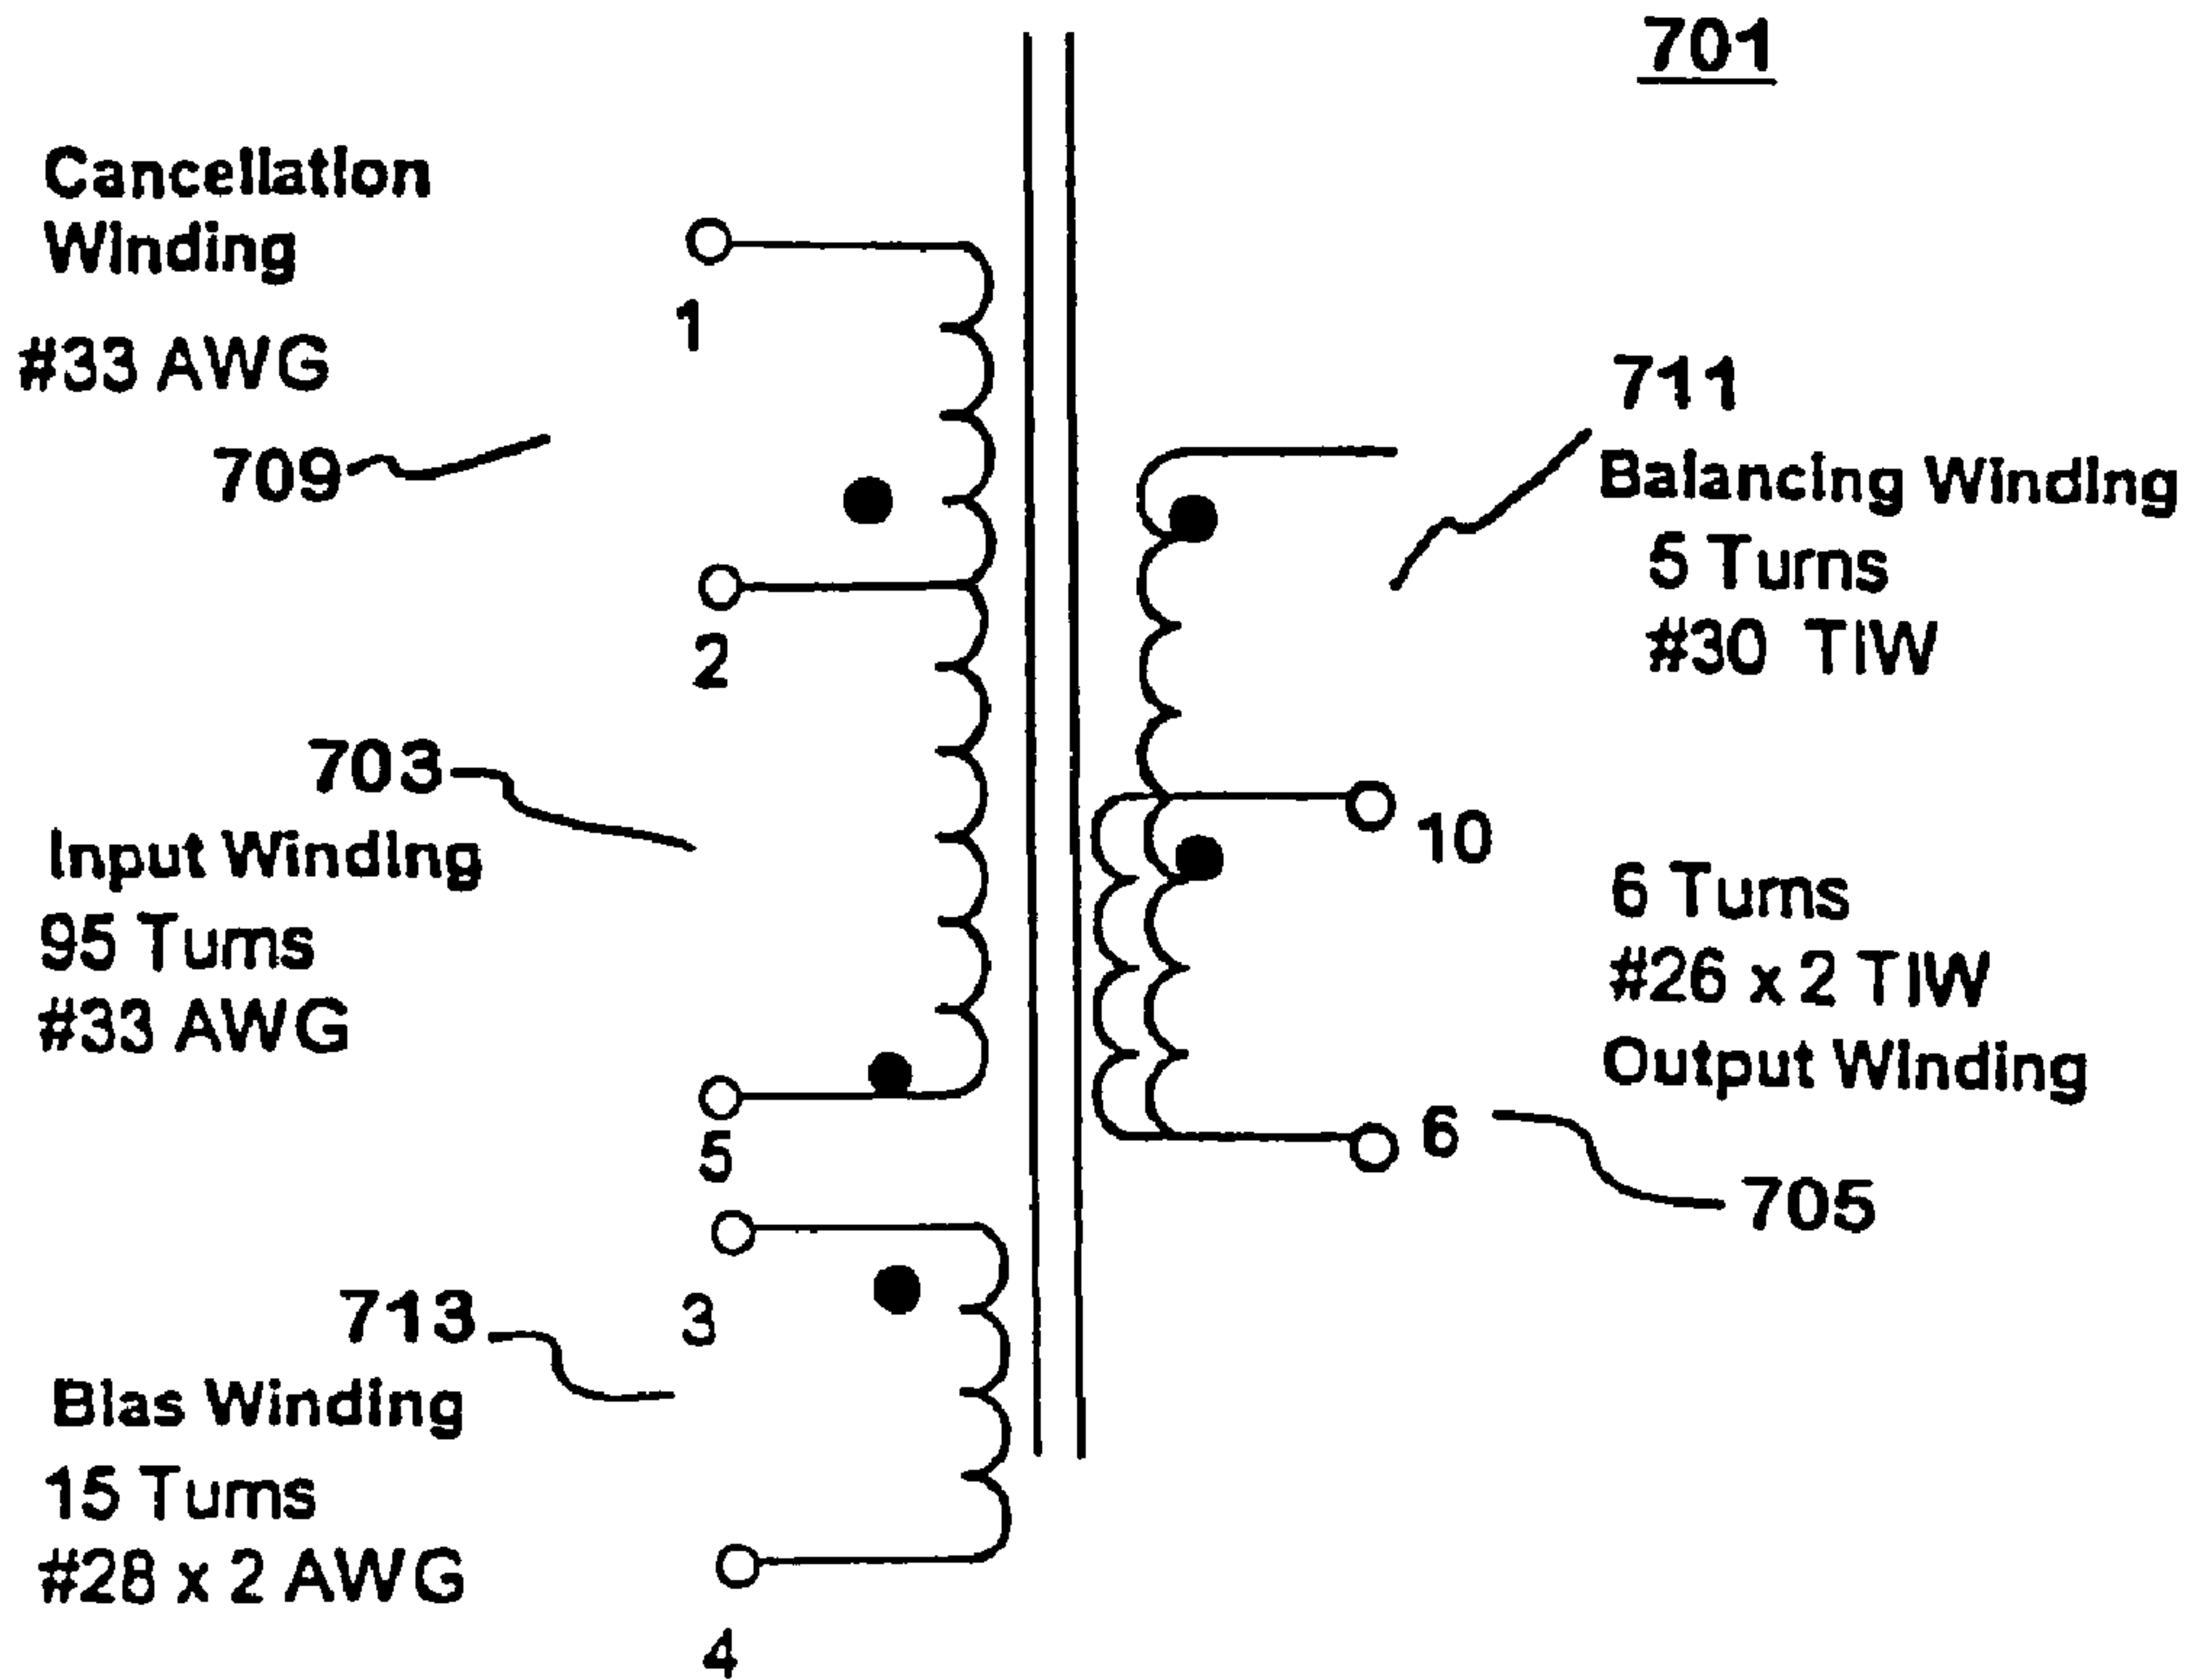 701
Cancellation
Winding
#33 AWG
709
1
2
703
Input Winding
95 Turns
#33 AWG
5
3
713
Bias Winding
15 Turns
#28 x 2 AWG
4
711
Balancing Winding
5 Turns
#30 TIW
10
6 Turns
#26 x 2 TIW
Output Winding
6
705